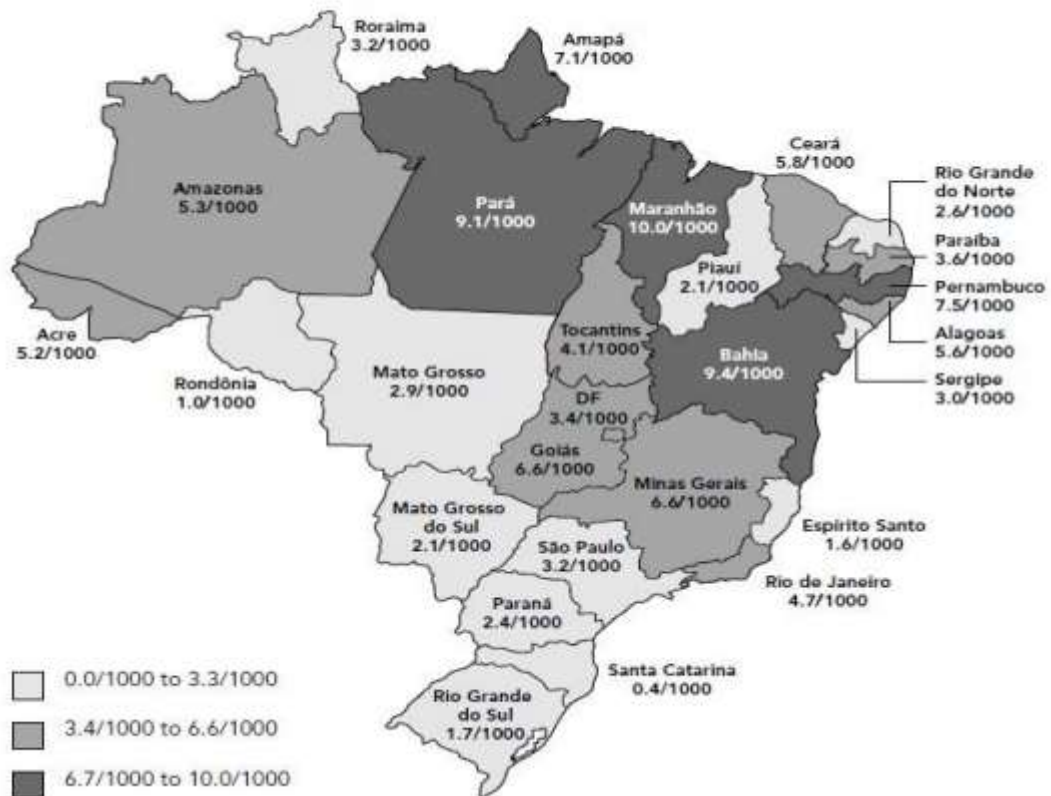 Roraima
3.2/1000
Amapá
7.1/1000
Ceará
5.8/1000
Rio Grande
do Norte
2.6/1000
Amazonas
5.3/1000
Pará
9.1/1000
Maranhão
10.0/1000
Paraíba
3.6/1000
Piauí
2.1/1000
Pernambuco
7.5/1000
Acre
5.2/1000
Tocantins
4.1/1000
Bahia
9.4/1000
Alagoas
5.6/1000
Rondônia
1.0/1000
Mato Grosso
2.9/1000
Sergipe
3.0/1000
DF
3.4/1000
Goiás
6.6/1000
Minas Gerais
6.6/1000
Mato Grosso
do Sul
2.1/1000
São Paulo
3.2/1000
Espírito Santo
1.6/1000
Rio de Janeiro
4.7/1000
Paraná
2.4/1000
Santa Catarina
0.4/1000
Rio Grande
do Sul
1.7/1000
0.0/1000 to 3.3/1000
3.4/1000 to 6.6/1000
6.7/1000 to 10.0/1000